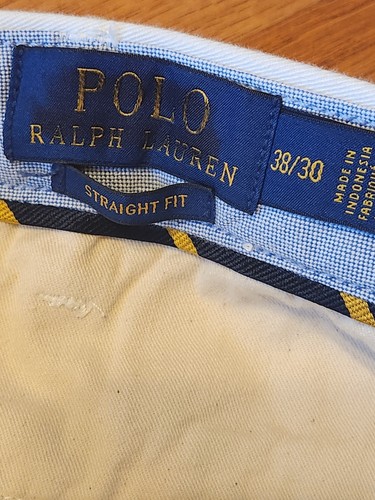 POLO
RALPH LAUREN
STRAIGHT FIT
38/30
MADE IN
INDONESIA